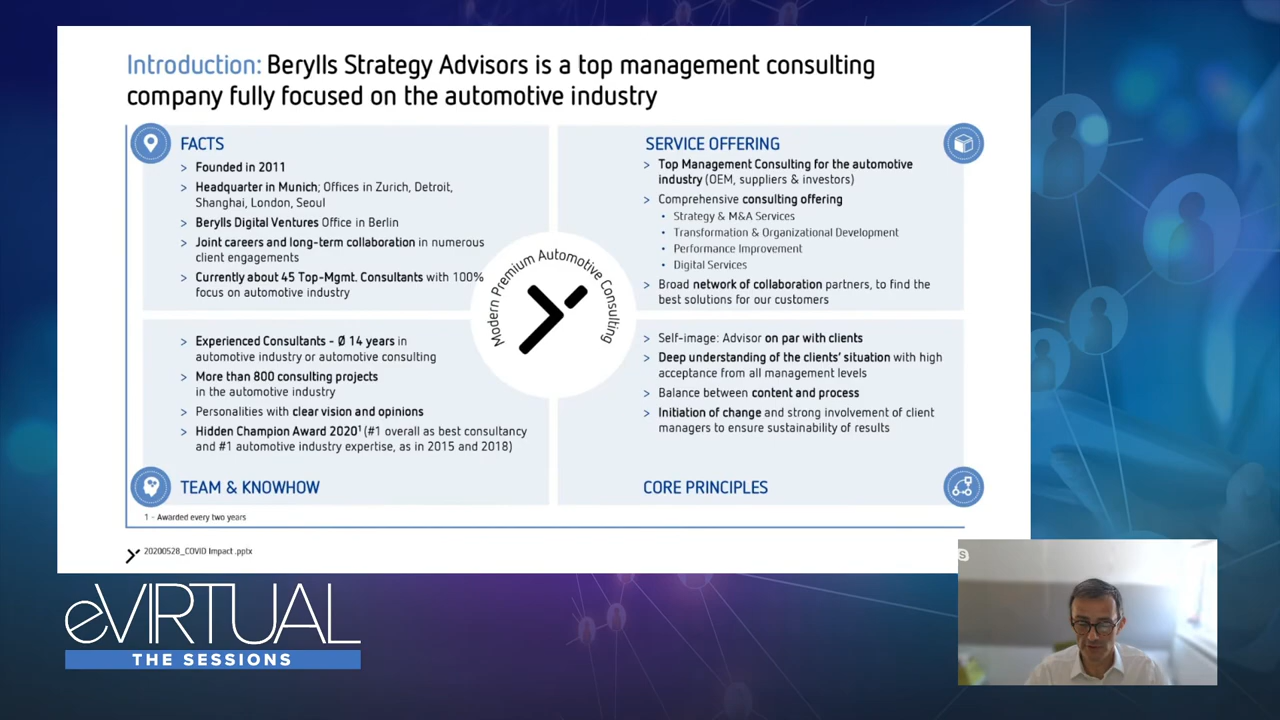 Introduction: Berylls Strategy Advisors is a top management consulting
company fully focused on the automotive industry
FACTS
> Founded in 2011
> Headquarter in Munich; Offices in Zurich, Detroit,
Shanghai, London, Seoul
> Berylls Digital Ventures Office in Berlin
> Joint careers and long-term collaboration in numerous
client engagements
> Currently about 45 Top-Mgmt. Consultants with 100%
focus on automotive industry
SERVICE OFFERING
> Top Management Consulting for the automotive
industry (OEM, suppliers & investors)
> Comprehensive consulting offering
• Strategy & M&A Services
• Transformation & Organizational Development
• Performance Improvement
• Digital Services
> Broad network of collaboration partners, to find the
best solutions for our customers
Modern Premium Automotive Consulting
> Experienced Consultants - Ø 14 years in
automotive industry or automotive consulting
> More than 800 consulting projects
in the automotive industry
> Personalities with clear vision and opinions
> Hidden Champion Award 2020¹ (#1 overall as best consultancy
and #1 automotive industry expertise, as in 2015 and 2018)
TEAM & KNOWHOW
> Self-image: Advisor on par with clients
> Deep understanding of the clients' situation with high
acceptance from all management levels
> Balance between content and process
> Initiation of change and strong involvement of client
managers to ensure sustainability of results
CORE PRINCIPLES
1 - Awarded every two years
20200528_COVID Impact .pptx
eVIRTUAL
THE SESSIONS
S